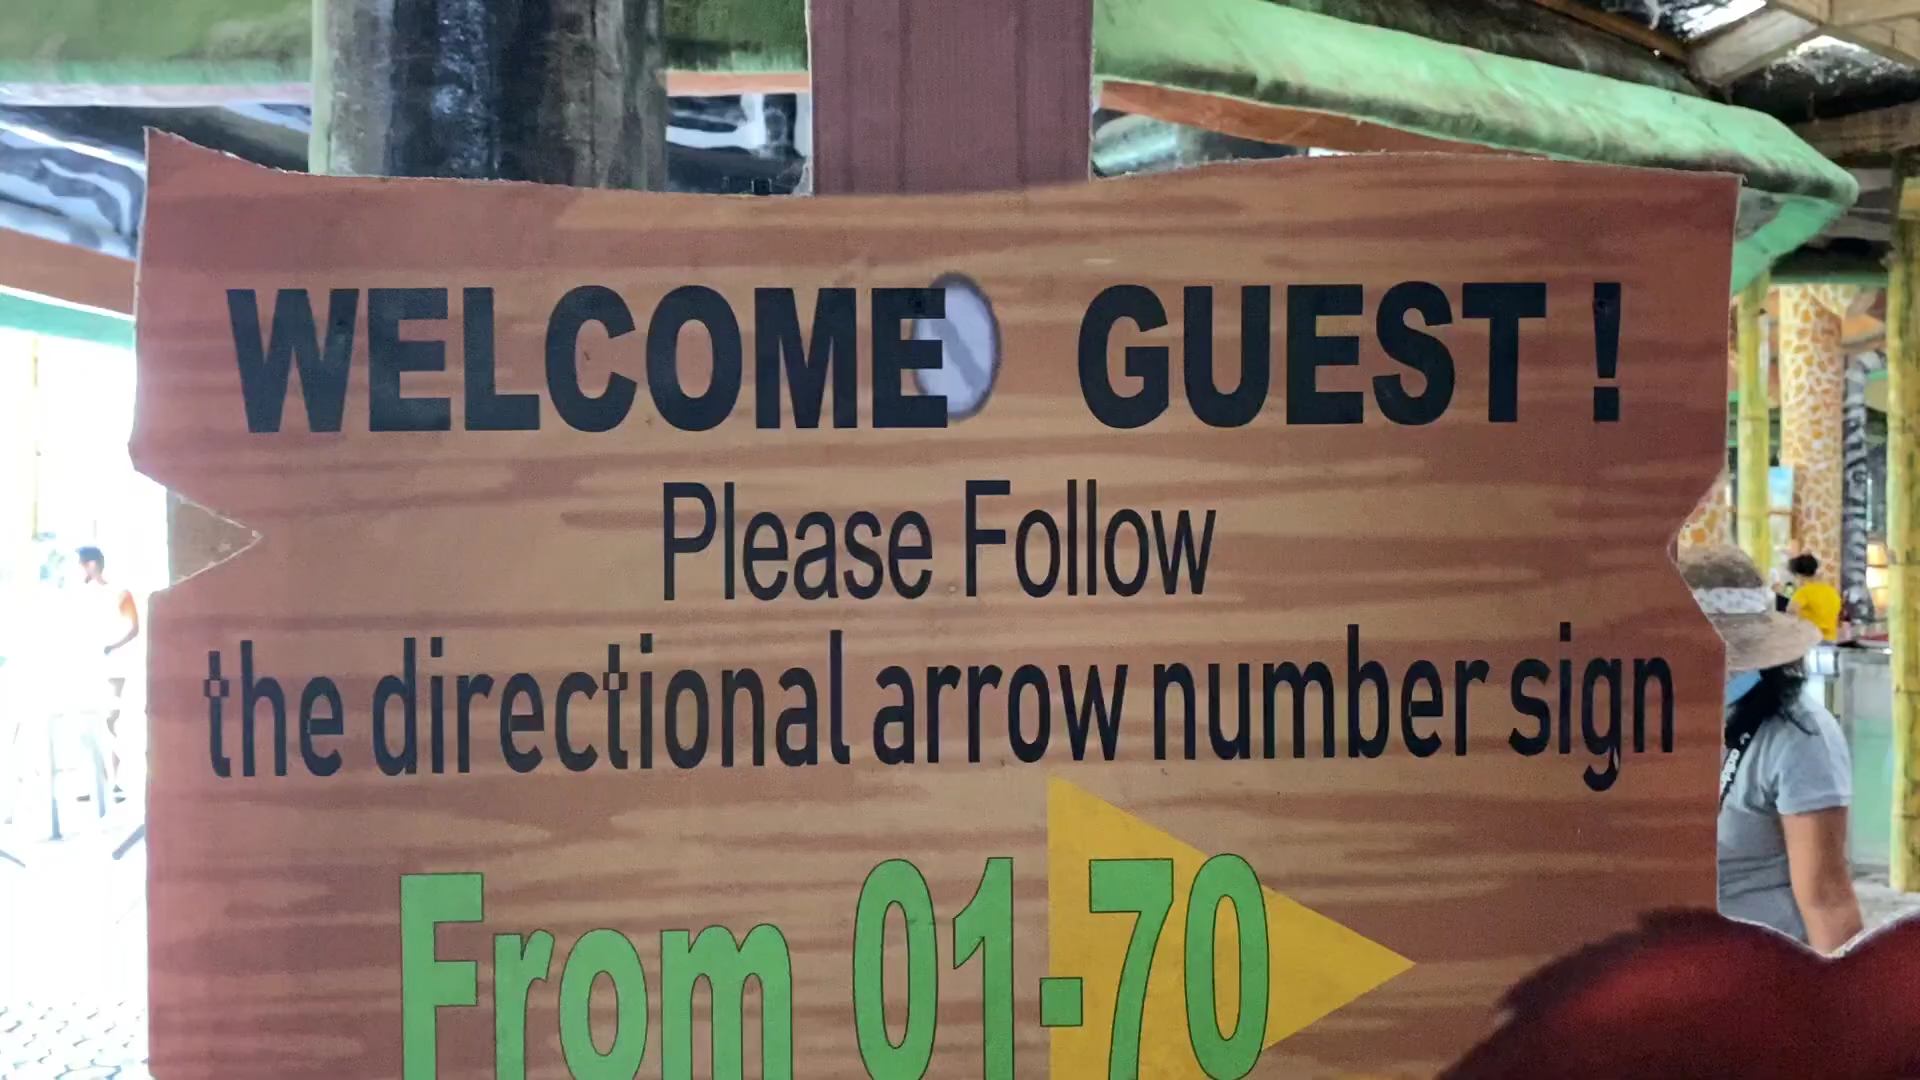 WELCOME GUEST !
Please Follow
the directional arrow number sign
From 01-70